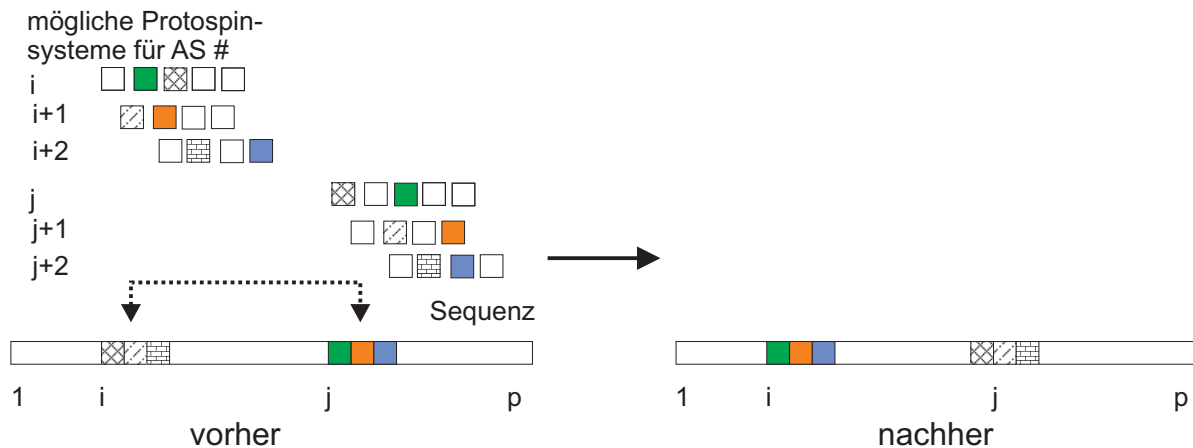 mögliche Protospin-
systeme für AS #
i
i+1
i+2
j
j+1
j+2
Sequenz
1 i j p
vorher
1 i j p
nachher